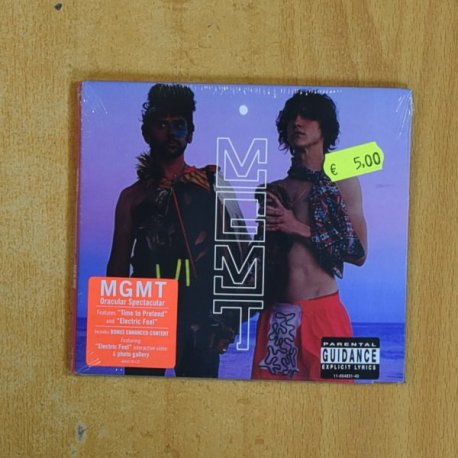 MGMT
€ 5,00
MGMT
Oracular Spectacular
Features "Time to Pretend"
and "Electric Feel"
Includes BONUS ENHANCED CONTENT
Featuring
"Electric Feel" interactive video
& photo gallery
PARENTAL
GUIDANCE
EXPLICIT LYRICS